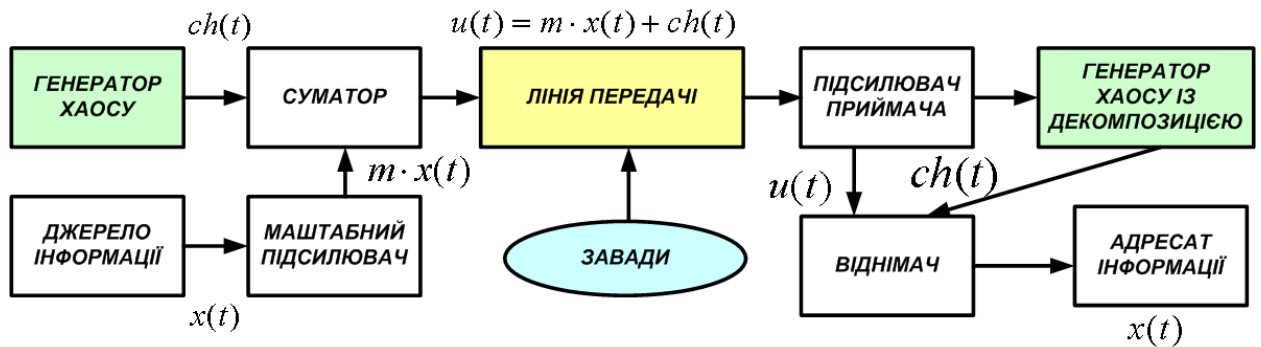 ch(t)
u(t) = m · x(t) + ch(t)
ГЕНЕРАТОР
ХАОСУ
СУМАТОР
ЛІНІЯ ПЕРЕДАЧІ
ПІДСИЛЮВАЧ
ПРИЙМАЧА
ГЕНЕРАТОР
ХАОСУ ІЗ
ДЕКОМПОЗИЦІЄЮ
m · x(t)
u(t)
ch(t)
ДЖЕРЕЛО
ІНФОРМАЦІЇ
МАШТАБНИЙ
ПІДСИЛЮВАЧ
ЗАВАДИ
ВІДНІМАЧ
АДРЕСАТ
ІНФОРМАЦІЇ
x(t)
x(t)